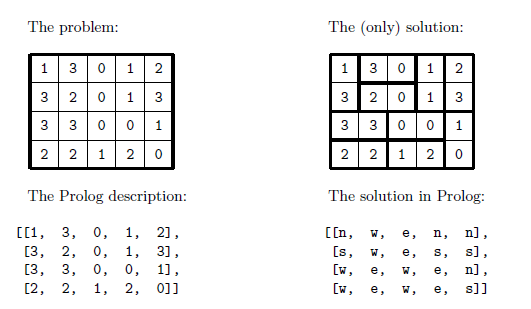 The problem:
1 3 0 1 2
3 2 0 1 3
3 3 0 0 1
2 2 1 2 0
The Prolog description:
[[1, 3, 0, 1, 2],
[3, 2, 0, 1, 3],
[3, 3, 0, 0, 1],
[2, 2, 1, 2, 0]]
The (only) solution:
1 3 0 1 2
3 2 0 1 3
3 3 0 0 1
2 2 1 2 0
The solution in Prolog:
[[n, w, e, n, n],
[s, w, e, s, s],
[w, e, w, e, n],
[w, e, w, e, s]]